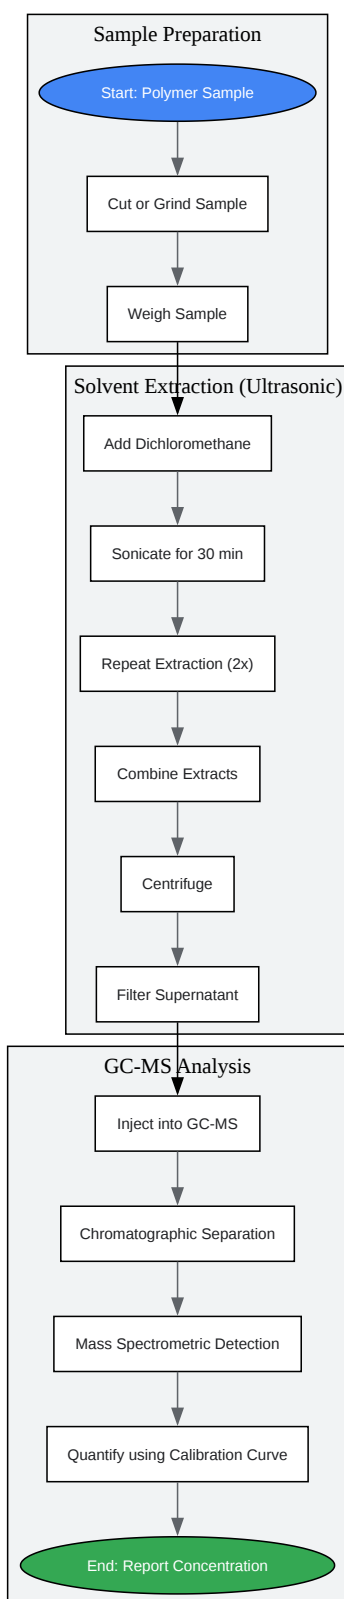 Sample Preparation
Start: Polymer Sample
Cut or Grind Sample
Weigh Sample
Solvent Extraction (Ultrasonic)
Add Dichloromethane
Sonicate for 30 min
Repeat Extraction (2x)
Combine Extracts
Centrifuge
Filter Supernatant
GC-MS Analysis
Inject into GC-MS
Chromatographic Separation
Mass Spectrometric Detection
Quantify using Calibration Curve
End: Report Concentration